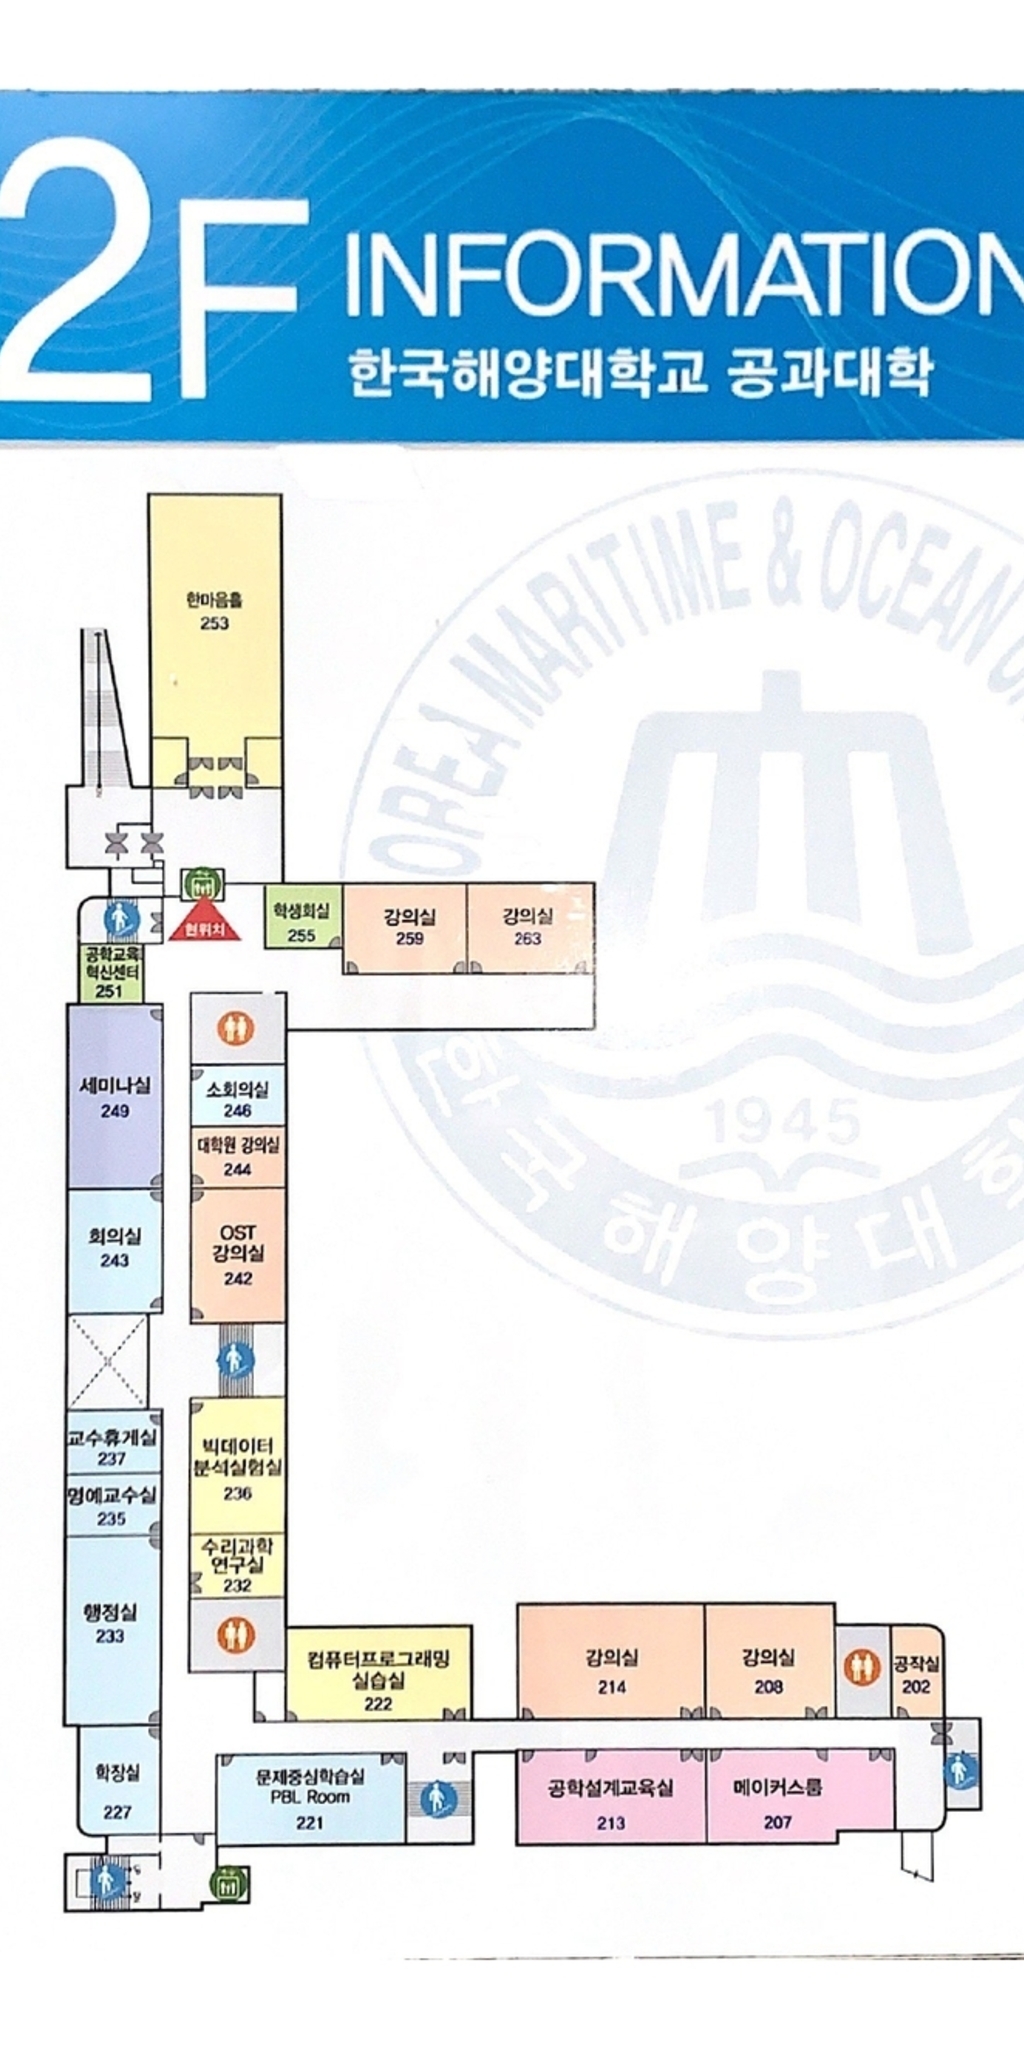 2F INFORMATION
한국해양대학교 공과대학
한마음홀
253
현위치
학생회실
255
강의실
259
강의실
263
공학교육
혁신센터
251
세미나실
249
소회의실
246
대학원 강의실
244
회의실
243
OST
강의실
242
교수휴게실
237
명예교수실
235
빅데이터
분석실험실
236
수리과학
연구실
232
행정실
233
컴퓨터프로그래밍
실습실
222
강의실
214
강의실
208
공작실
202
학장실
227
문제중심학습실
PBL Room
221
공학설계교육실
213
메이커스룸
207
MARITIME & OCEAN
1945
국해양대